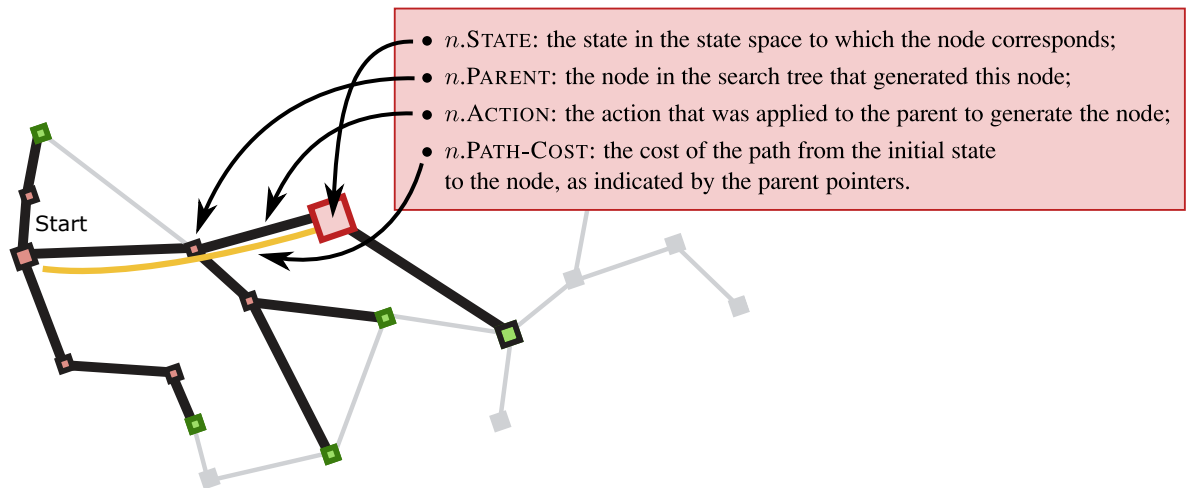 • n.STATE: the state in the state space to which the node corresponds;
• n.PARENT: the node in the search tree that generated this node;
• n.ACTION: the action that was applied to the parent to generate the node;
• n.PATH-COST: the cost of the path from the initial state
to the node, as indicated by the parent pointers.
Start